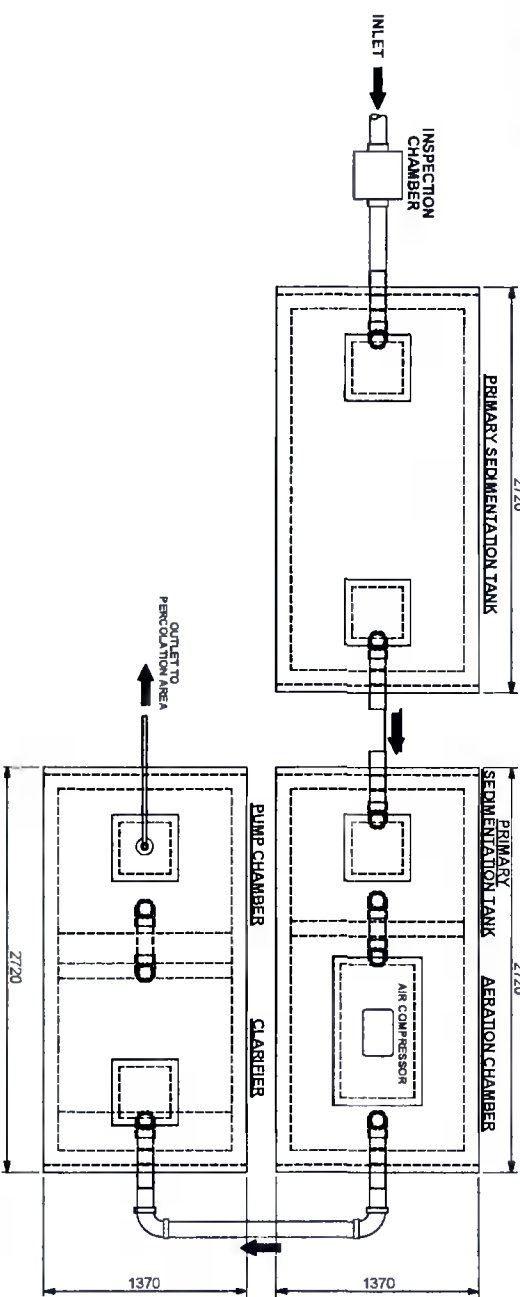 INLET
INSPECTION
CHAMBER
PRIMARY SEDIMENTATION TANK
2720
PRIMARY
SEDIMENTATION TANK
2720
AERATION CHAMBER
AIR COMPRESSOR
OUTLET TO
PERCOLATION AREA
PUMP CHAMBER
CLARIFIER
2720
1370
1370